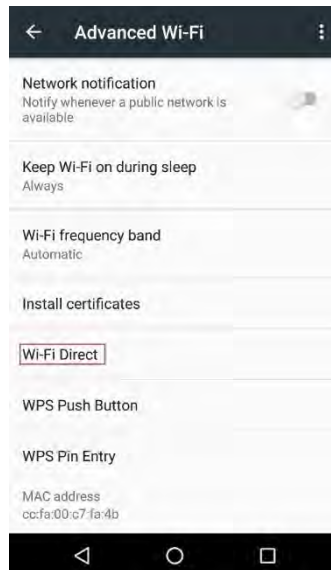 Advanced Wi-Fi
Network notification
Notify whenever a public network is
available
Keep Wi-Fi on during sleep
Always
Wi-Fi frequency band
Automatic
Install certificates
Wi-Fi Direct
WPS Push Button
WPS Pin Entry
MAC address
cc:fa:00:c7:fa:4b